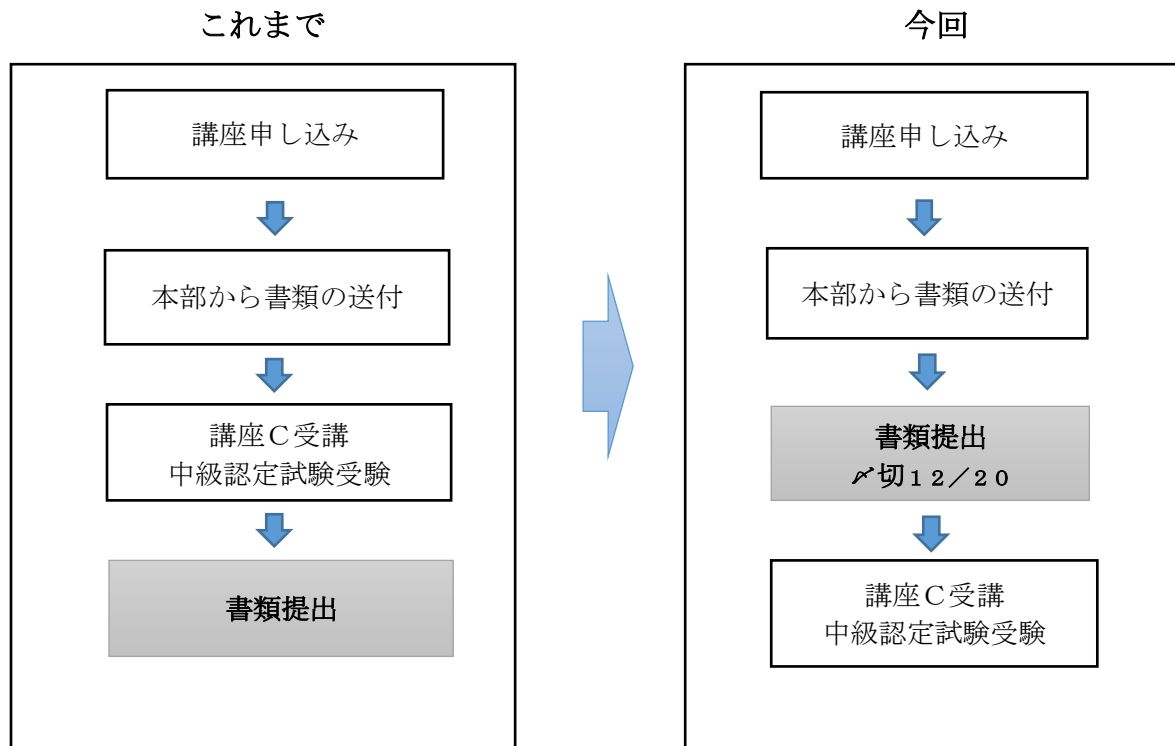 これまで
講座申し込み
本部から書類の送付
講座Ｃ受講
中級認定試験受験
書類提出
今回
講座申し込み
本部から書類の送付
書類提出
〆切１２／２０
講座Ｃ受講
中級認定試験受験